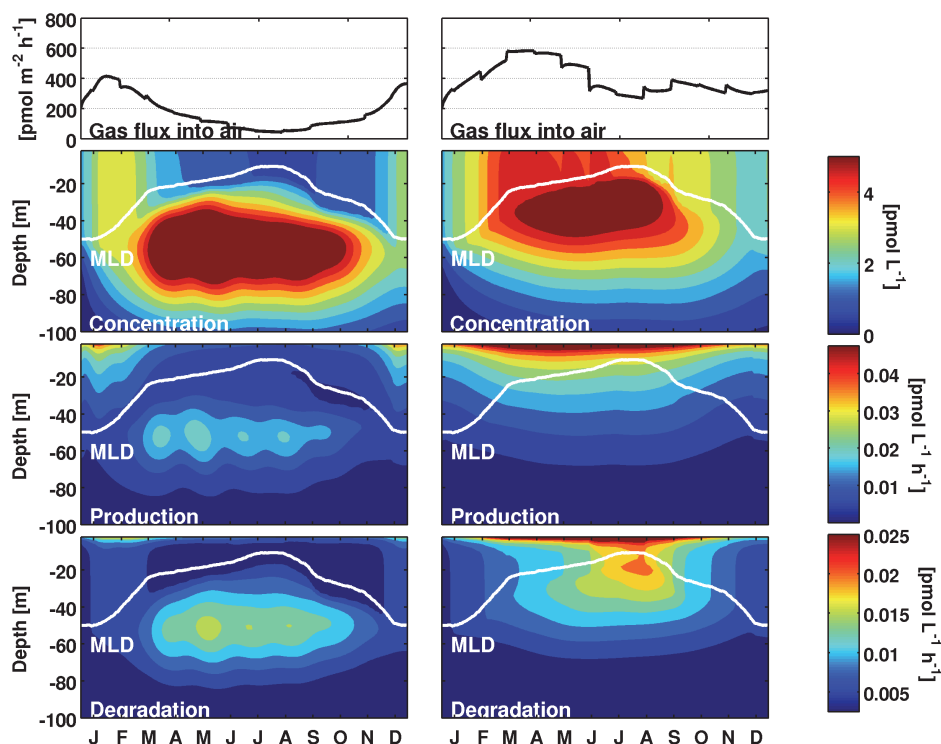 800
600
400
200
0
[pmol m-2 h-1]
Gas flux into air
Gas flux into air
-20
-40
-60
-80
-100
Depth [m]
MLD
Concentration
MLD
Concentration
4
2
0
[pmol L-1]
-20
-40
-60
-80
-100
Depth [m]
MLD
Production
MLD
Production
0.04
0.03
0.02
0.01
[pmol L-1 h-1]
-20
-40
-60
-80
-100
Depth [m]
MLD
Degradation
MLD
Degradation
0.025
0.02
0.015
0.01
0.005
[pmol L-1 h-1]
J F M A M J J A S O N D
J F M A M J J A S O N D